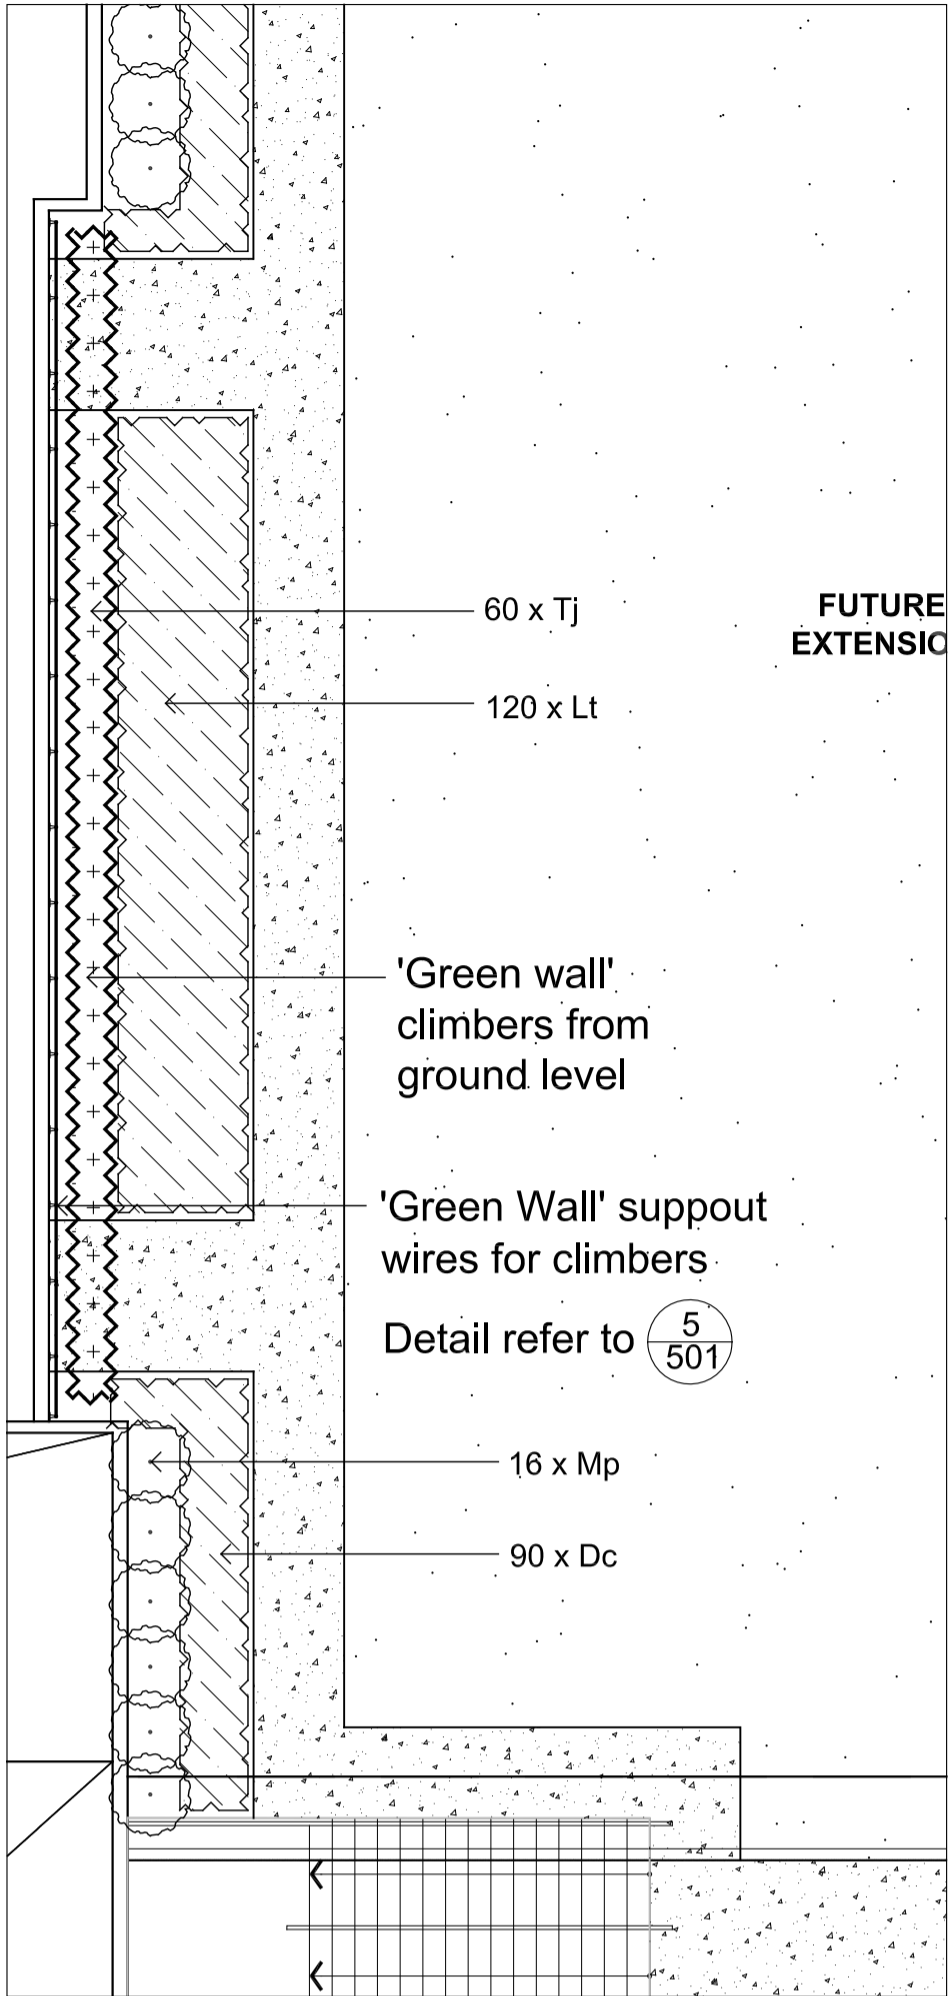 60 x Tj
FUTURE
EXTENSIO
120 x Lt
'Green wall'
climbers from
ground level
'Green Wall' suppout
wires for climbers
Detail refer to
5
501
16 x Mp
90 x Dc